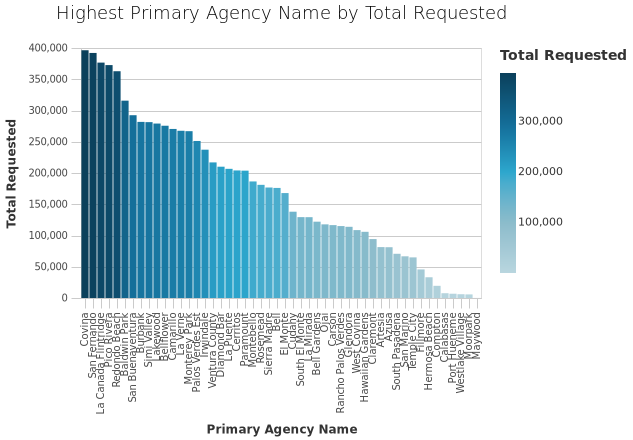 Highest Primary Agency Name by Total Requested
Total Requested
400,000
350,000
300,000
250,000
200,000
150,000
100,000
50,000
0
Total Requested
300,000
200,000
100,000
Covina
San Fernando
La Canada Flintridge
Pico Rivera
Redondo Beach
Baldwin Park
San Buenaventura
Burbank
Simi Valley
Lakewood
Bellflower
Camarillo
La Verne
Monterey Park
Palos Verdes Est
Irwindale
Ventura County
Diamond Bar
La Puente
Cerritos
Paramount
Montebello
Rosemead
Sierra Madre
Bell
El Monte
Cudahy
South El Monte
La Mirada
Bell Gardens
Ojai
Carson
Rancho Palos Verdes
Glendora
West Covina
Hawaiian Gardens
Claremont
Artesia
Azusa
South Pasadena
San Marino
Temple City
Fillmore
Hermosa Beach
Compton
Calabasas
Port Hueneme
Westlake Village
Moorpark
Maywood
Primary Agency Name